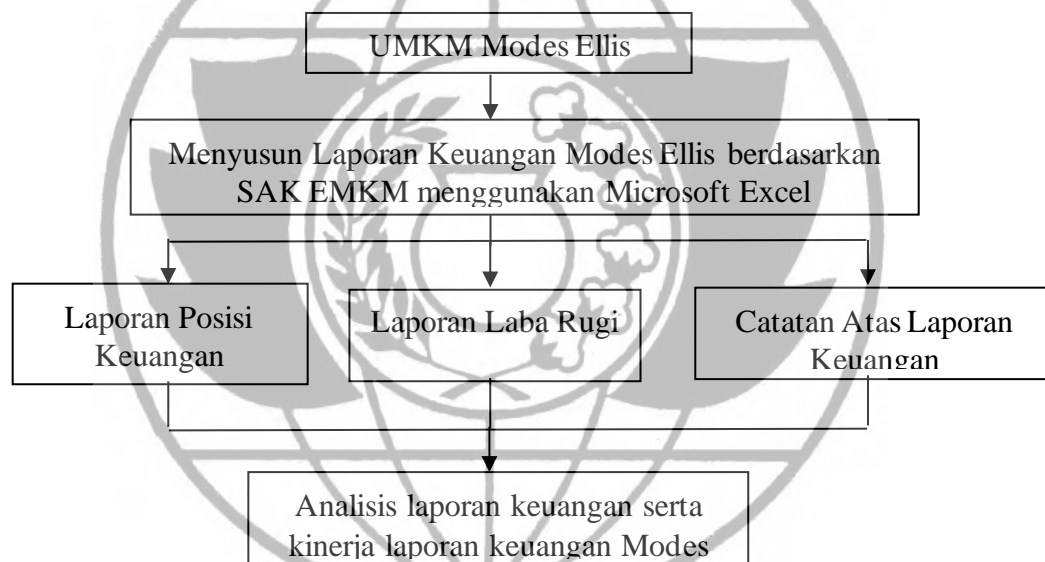 UMKM Modes Ellis
Menyusun Laporan Keuangan Modes Ellis berdasarkan
SAK EMKM menggunakan Microsoft Excel
Laporan Posisi
Keuangan
Laporan Laba Rugi
Catatan Atas Laporan
Keuangan
Analisis laporan keuangan serta
kinerja laporan keuangan Modes